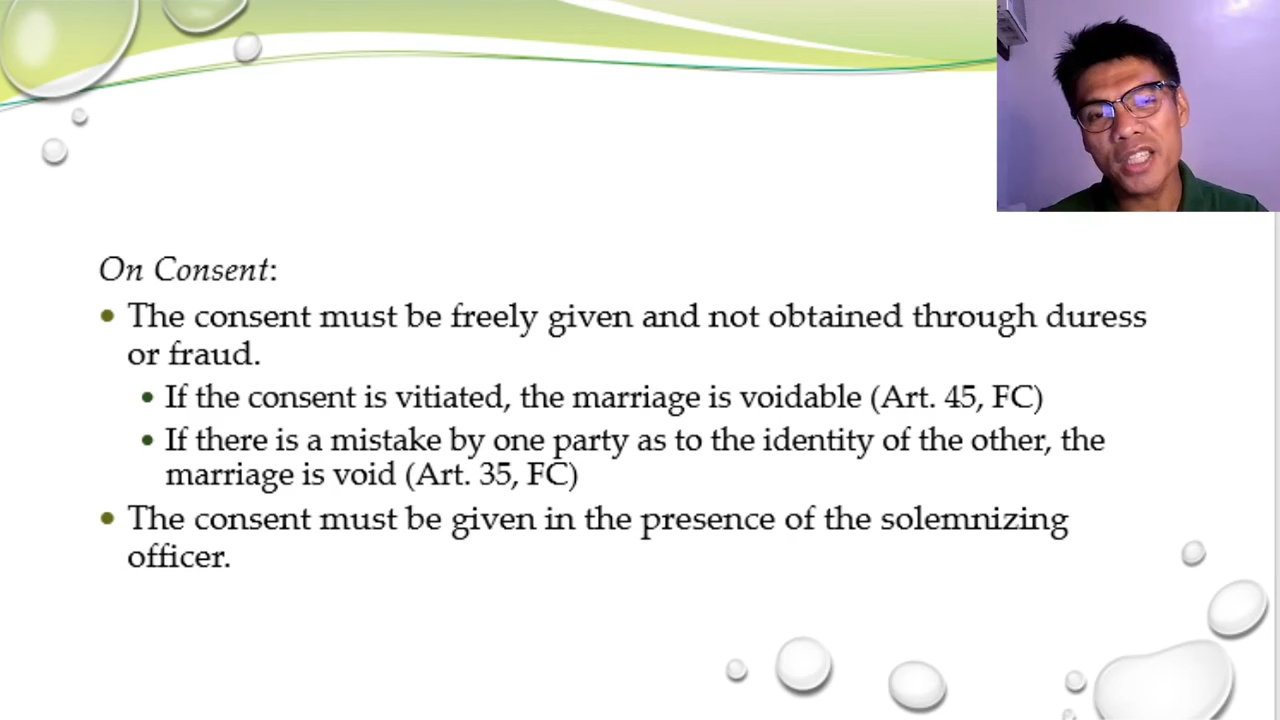 On Consent:
• The consent must be freely given and not obtained through duress
or fraud.
• If the consent is vitiated, the marriage is voidable (Art. 45, FC)
• If there is a mistake by one party as to the identity of the other, the
marriage is void (Art. 35, FC)
• The consent must be given in the presence of the solemnizing
officer.